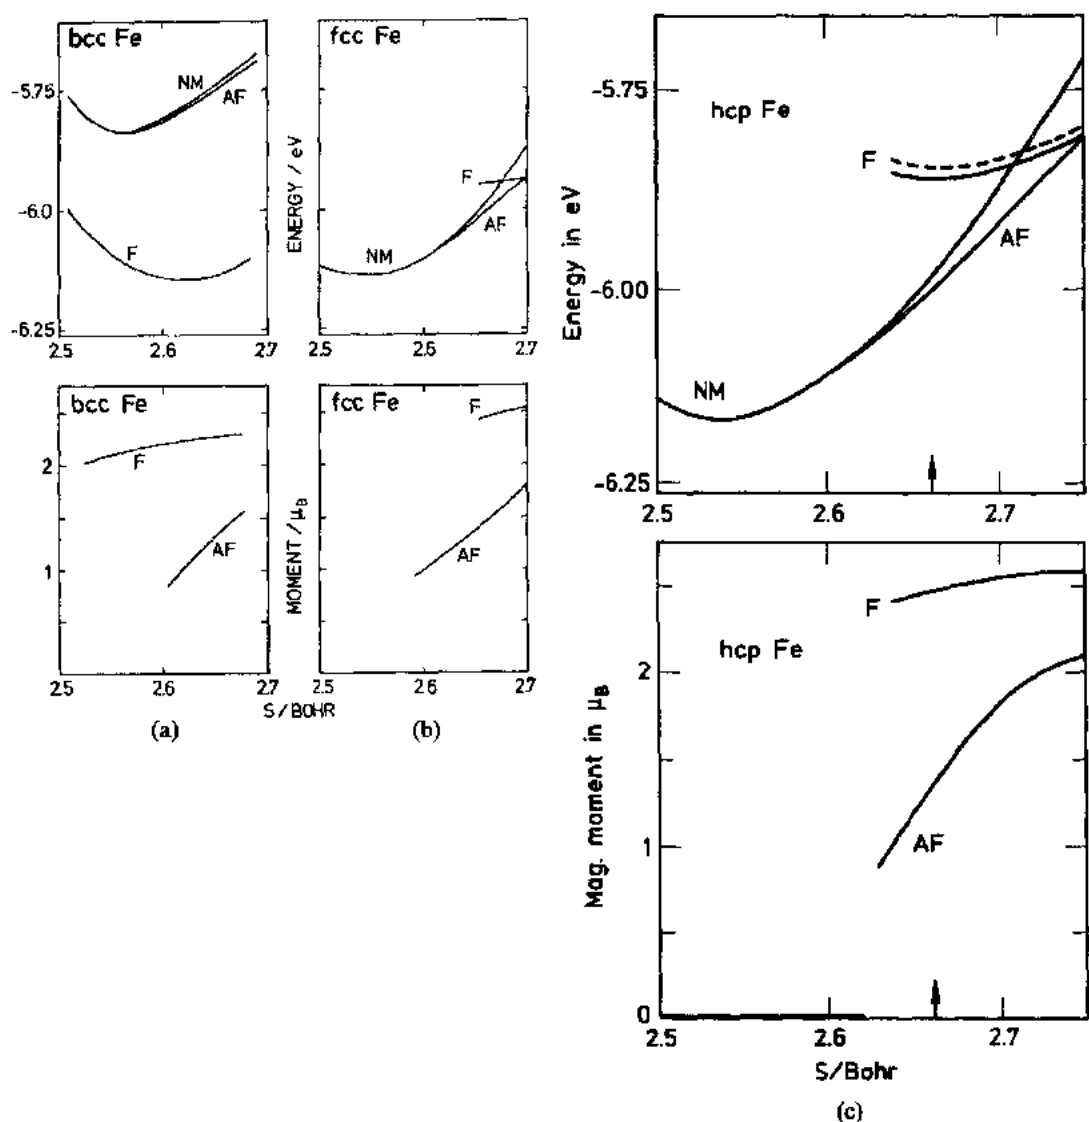 bcc Fe
NM
AF
F
-5.75
-6.0
-6.25
2.5
2.6
2.7
ENERGY / eV
fcc Fe
F
AF
NM
2.5
2.6
2.7
bcc Fe
F
AF
2
1
2.5
2.6
2.7
MOMENT / μB
fcc Fe
F
AF
2.5
2.6
2.7
S/BOHR
(a)
(b)
hcp Fe
F
AF
NM
-5.75
-6.00
-6.25
Energy in eV
2.5
2.6
2.7
F
hcp Fe
AF
2
1
0
Mag. moment in μB
2.5
2.6
2.7
S/Bohr
(c)